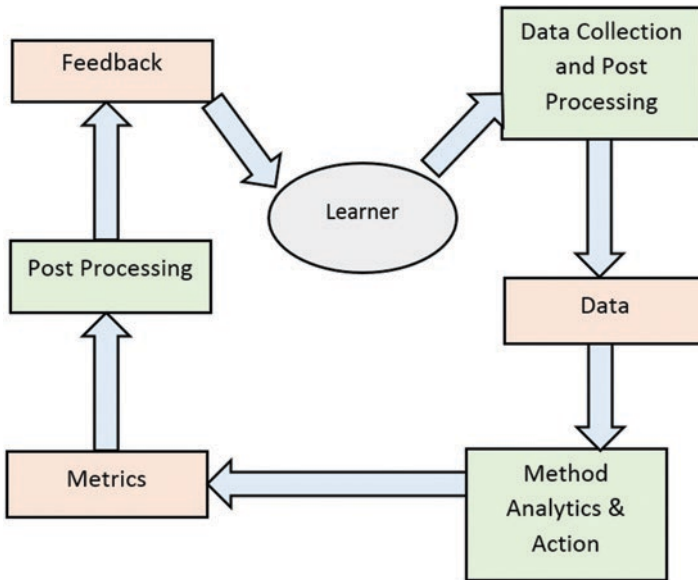 Feedback
Data Collection
and Post
Processing
Learner
Post Processing
Data
Metrics
Method
Analytics &
Action